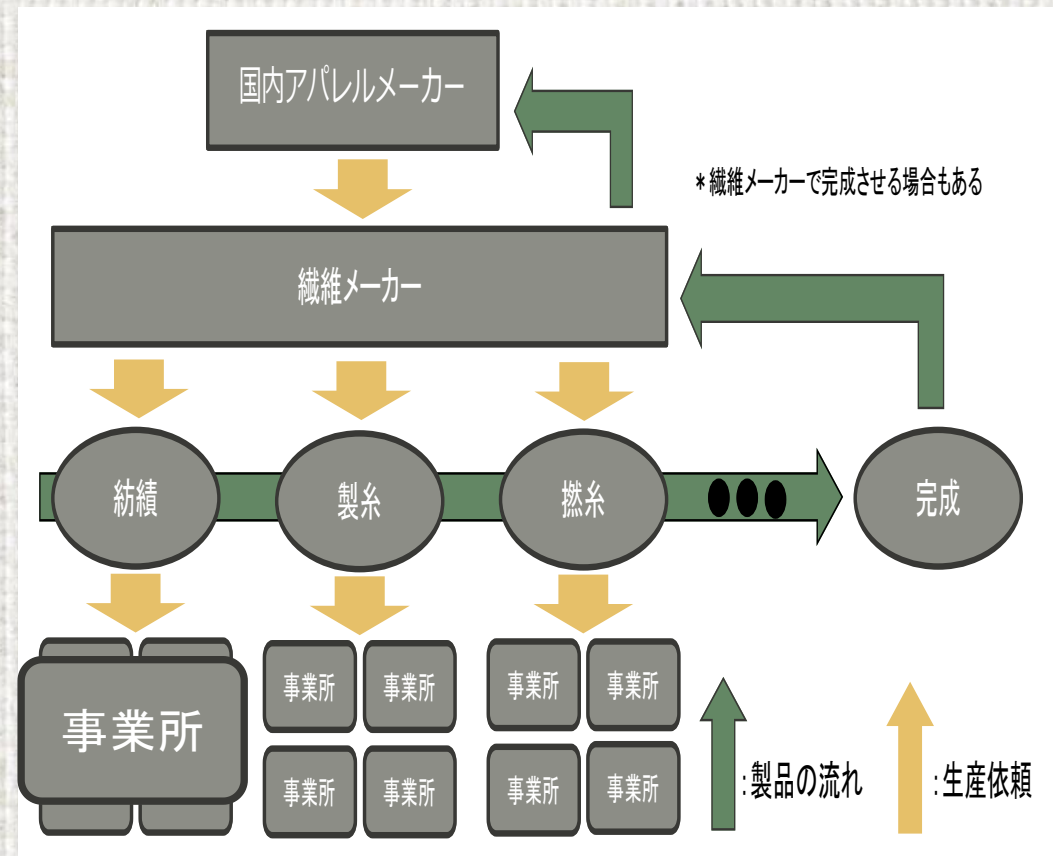 国内アパレルメーカー
*繊維メーカーで完成させる場合もある
繊維メーカー
紡績
製糸
撚糸
完成
事業所
事業所
事業所
事業所
事業所
事業所
事業所
事業所
事業所
:製品の流れ
:生産依頼